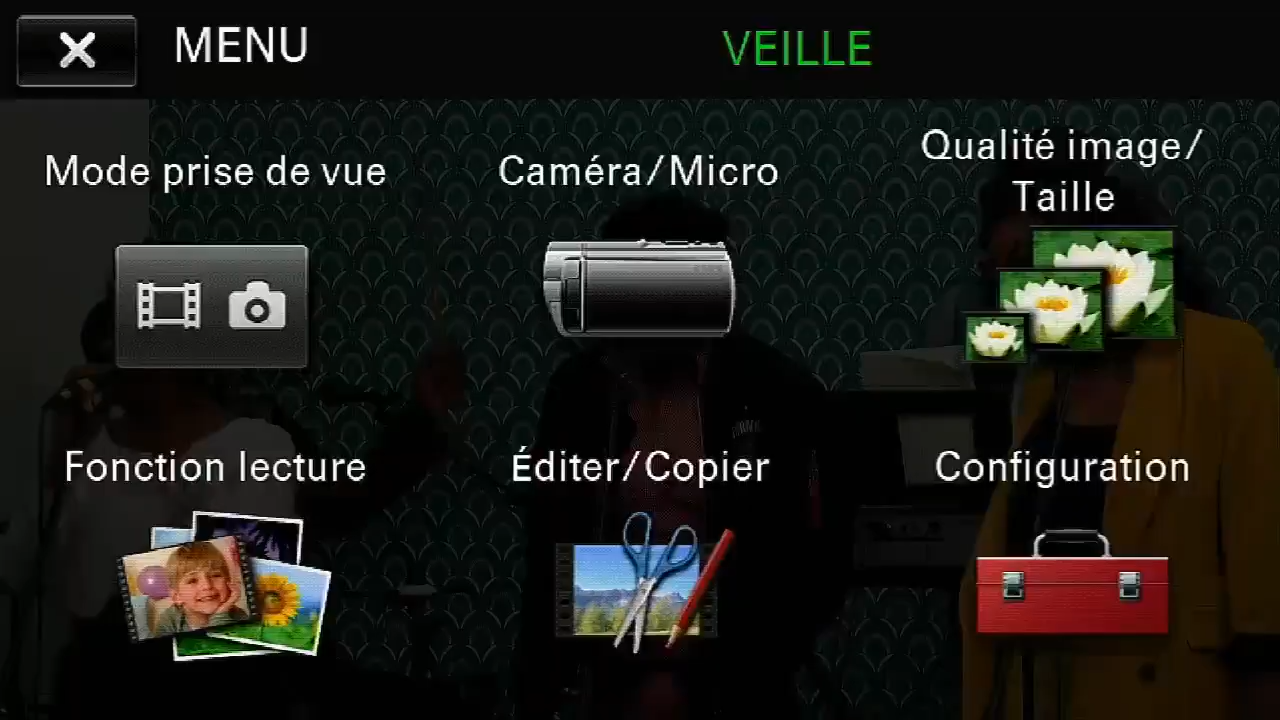 MENU
VEILLE
Mode prise de vue
Caméra/Micro
Qualité image/
Taille
Fonction lecture
Éditer/Copier
Configuration